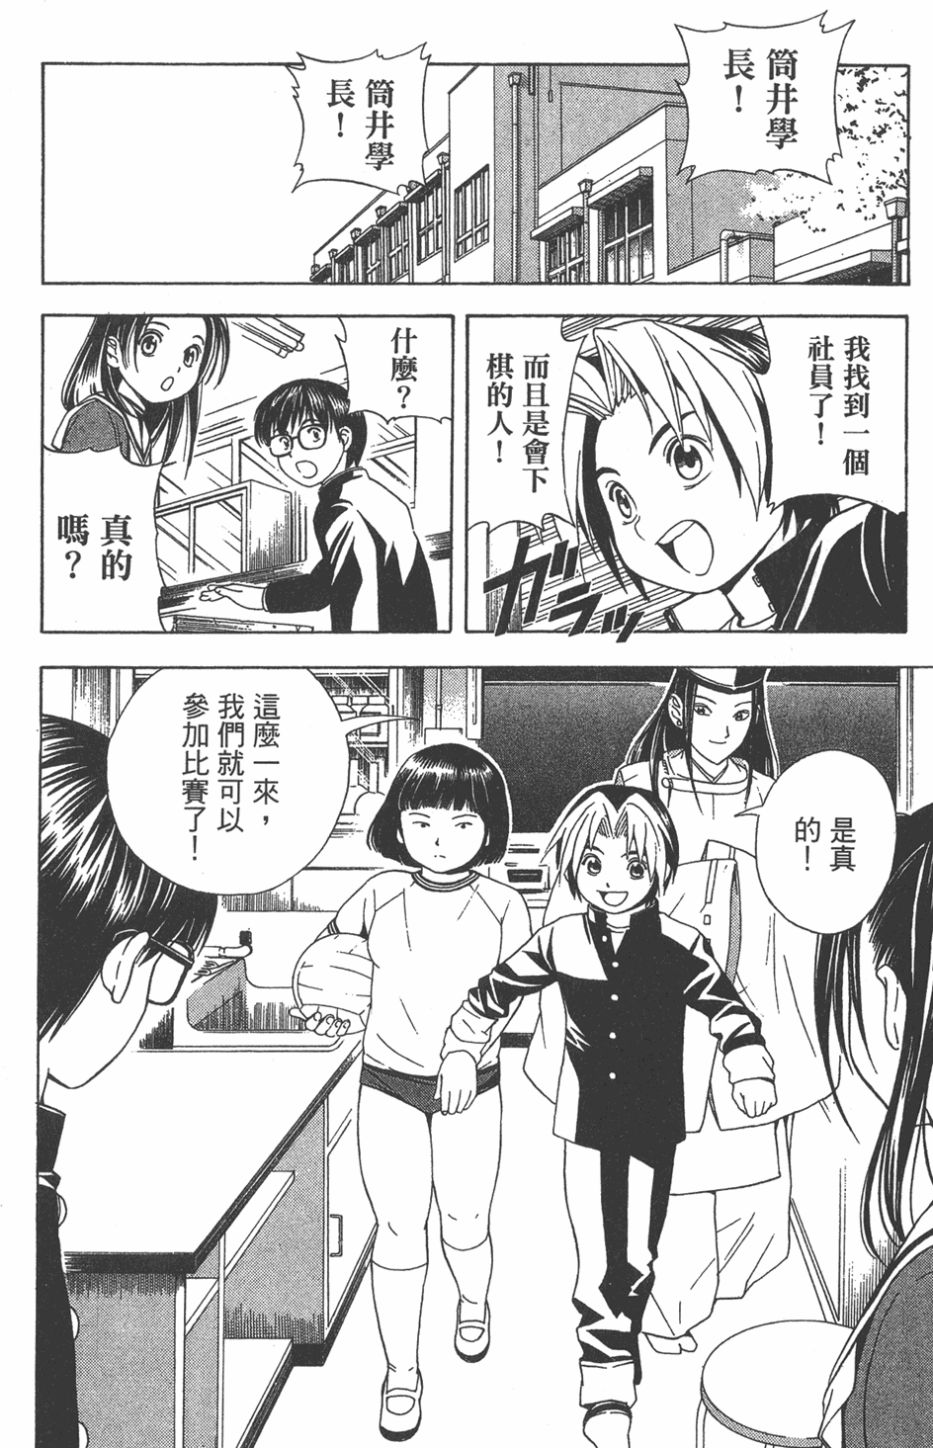 筒井學
長！
筒井學
長！
我找到一個
社員了！
而且是會下
棋的人！
ガラッ
什麼？
真的
嗎？
是真
的！
這麼一來，
我們就可以
參加比賽了！